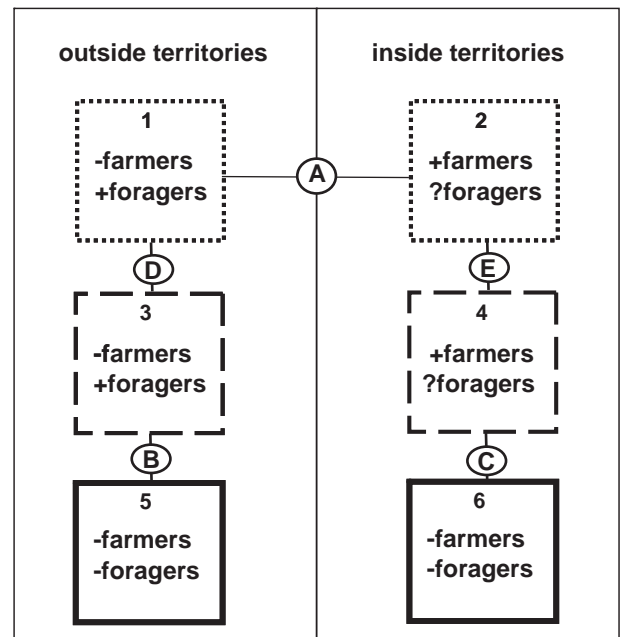 outside territories
inside territories
1
-farmers
+foragers
2
+farmers
?foragers
A
D
E
3
-farmers
+foragers
4
+farmers
?foragers
B
C
5
-farmers
-foragers
6
-farmers
-foragers